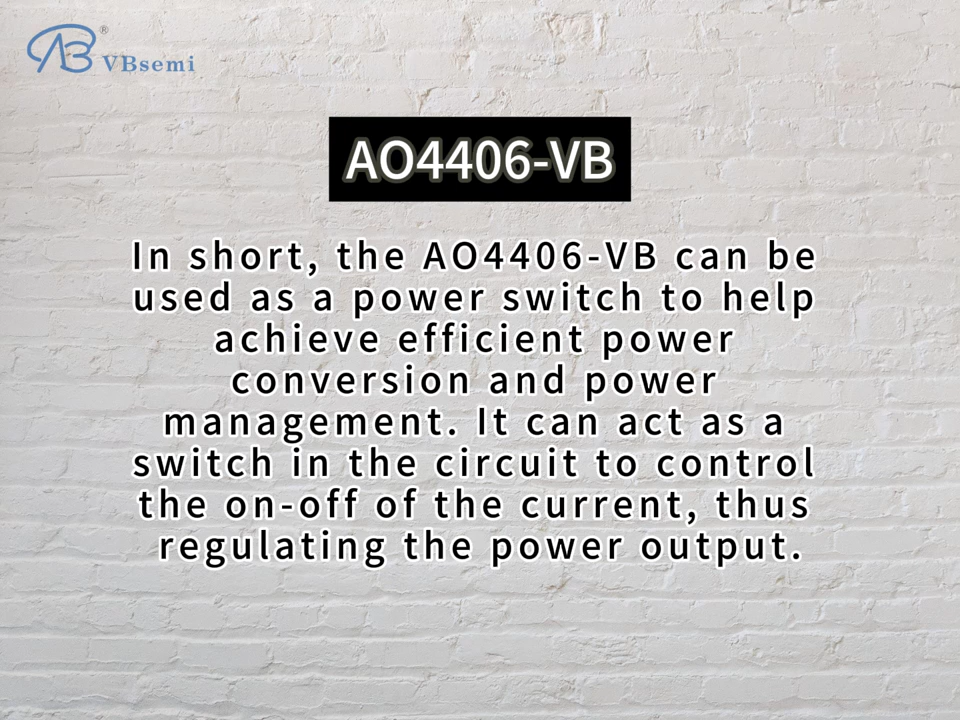 VBsemi
®
AO4406-VB
In short, the AO4406-VB can be
used as a power switch to help
achieve efficient power
conversion and power
management. It can act as a
switch in the circuit to control
the on-off of the current, thus
regulating the power output.